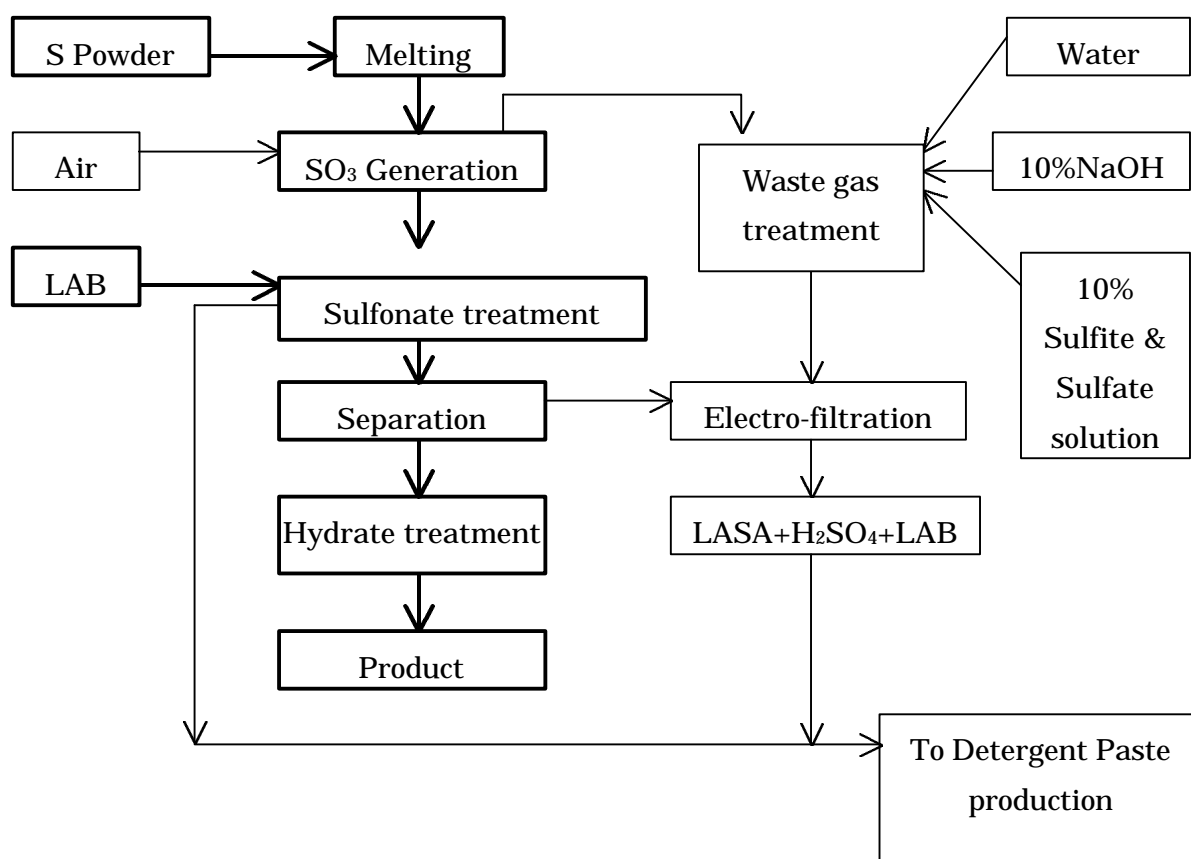 S Powder
Melting
Water
Air
SO₃ Generation
Waste gas
treatment
10%NaOH
LAB
Sulfonate treatment
10%
Sulfite &
Sulfate
solution
Separation
Electro-filtration
Hydrate treatment
LASA+H₂SO₄+LAB
Product
To Detergent Paste
production